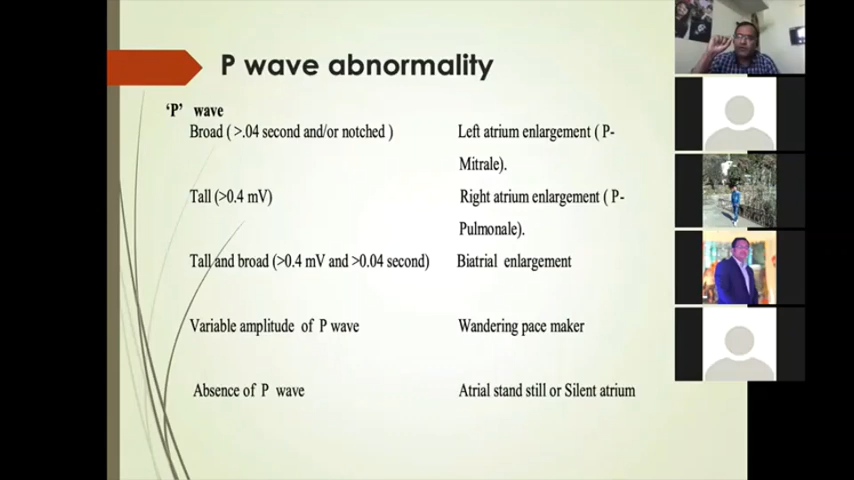 P wave abnormality
'P' wave
Broad ( >.04 second and/or notched ) Left atrium enlargement ( P-
Mitrale).
Tall (>0.4 mV) Right atrium enlargement ( P-
Pulmonale).
Tall and broad (>0.4 mV and >0.04 second) Biatrial enlargement
Variable amplitude of P wave Wandering pace maker
Absence of P wave Atrial stand still or Silent atrium